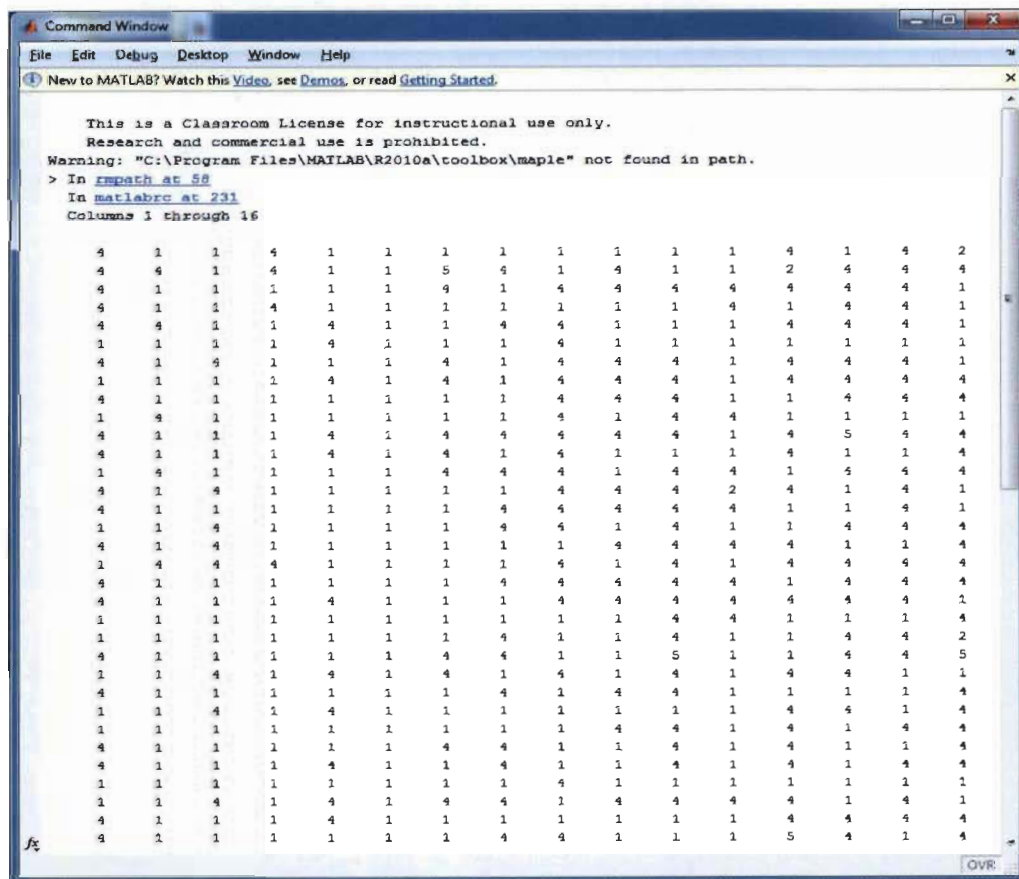 Command Window
File Edit Debug Desktop Window Help
New to MATLAB? Watch this Video, see Demos, or read Getting Started.
This is a Classroom License for instructional use only.
Research and commercial use is prohibited.
Warning: "C:\Program Files\MATLAB\R2010a\toolbox\maple" not found in path.
> In rmpath at 58
In matlabrc at 231
Columns 1 through 16
4 1 1 4 1 1 1 1 1 1 1 1 4 1 4 2
4 4 1 4 1 1 5 4 1 4 1 1 2 4 4 4
4 1 1 1 1 1 4 1 4 4 4 4 4 4 4 1
4 1 1 4 1 1 1 1 1 1 1 4 1 4 4 1
4 4 1 1 4 1 1 4 4 1 1 1 4 4 4 1
1 1 1 1 4 1 1 1 4 1 1 1 1 1 1 1
4 1 4 1 1 1 4 1 4 4 4 1 4 4 4 1
1 1 1 1 4 1 4 1 4 4 4 1 4 4 4 4
4 1 1 1 1 1 1 1 4 4 4 1 1 4 4 4
1 4 1 1 1 1 1 1 4 1 4 4 1 1 1 1
4 1 1 1 4 1 4 4 4 4 4 1 4 5 4 4
4 1 1 1 4 1 4 1 4 1 1 1 4 1 1 4
1 4 1 1 1 1 4 4 4 1 4 4 1 4 4 4
4 1 4 1 1 1 1 1 4 4 4 2 4 1 4 1
4 1 1 1 1 1 1 4 4 4 4 4 1 1 4 1
1 1 4 1 1 1 1 4 4 1 4 1 1 4 4 4
4 1 4 1 1 1 1 1 1 4 4 4 4 1 1 4
1 4 4 4 1 1 1 1 4 1 4 1 4 4 4 4
4 1 1 1 1 1 1 4 4 4 4 4 1 4 4 4
4 1 1 1 4 1 1 1 4 4 4 4 4 4 4 1
1 1 1 1 1 1 1 1 1 1 4 4 1 1 1 4
1 1 1 1 1 1 1 4 1 1 4 1 1 4 4 2
4 1 1 1 1 1 4 4 1 1 5 1 1 4 4 5
1 1 4 1 4 1 4 1 4 1 4 1 4 4 1 1
4 1 1 1 1 1 1 4 1 4 4 1 1 1 1 4
1 1 4 1 4 1 1 1 1 1 1 1 4 4 1 4
1 1 1 1 1 1 1 1 1 4 4 1 4 1 4 4
4 1 1 1 1 1 4 4 1 1 4 1 4 1 1 4
4 1 1 1 4 1 1 4 1 1 4 1 4 1 4 4
1 1 1 1 1 1 1 1 4 1 1 1 1 1 1 1
1 1 4 1 4 1 4 4 1 4 4 4 4 1 4 1
4 1 1 1 4 1 1 1 1 1 1 1 4 4 4 4
4 1 1 1 1 1 1 4 4 1 1 1 5 4 1 4
fx
OVR